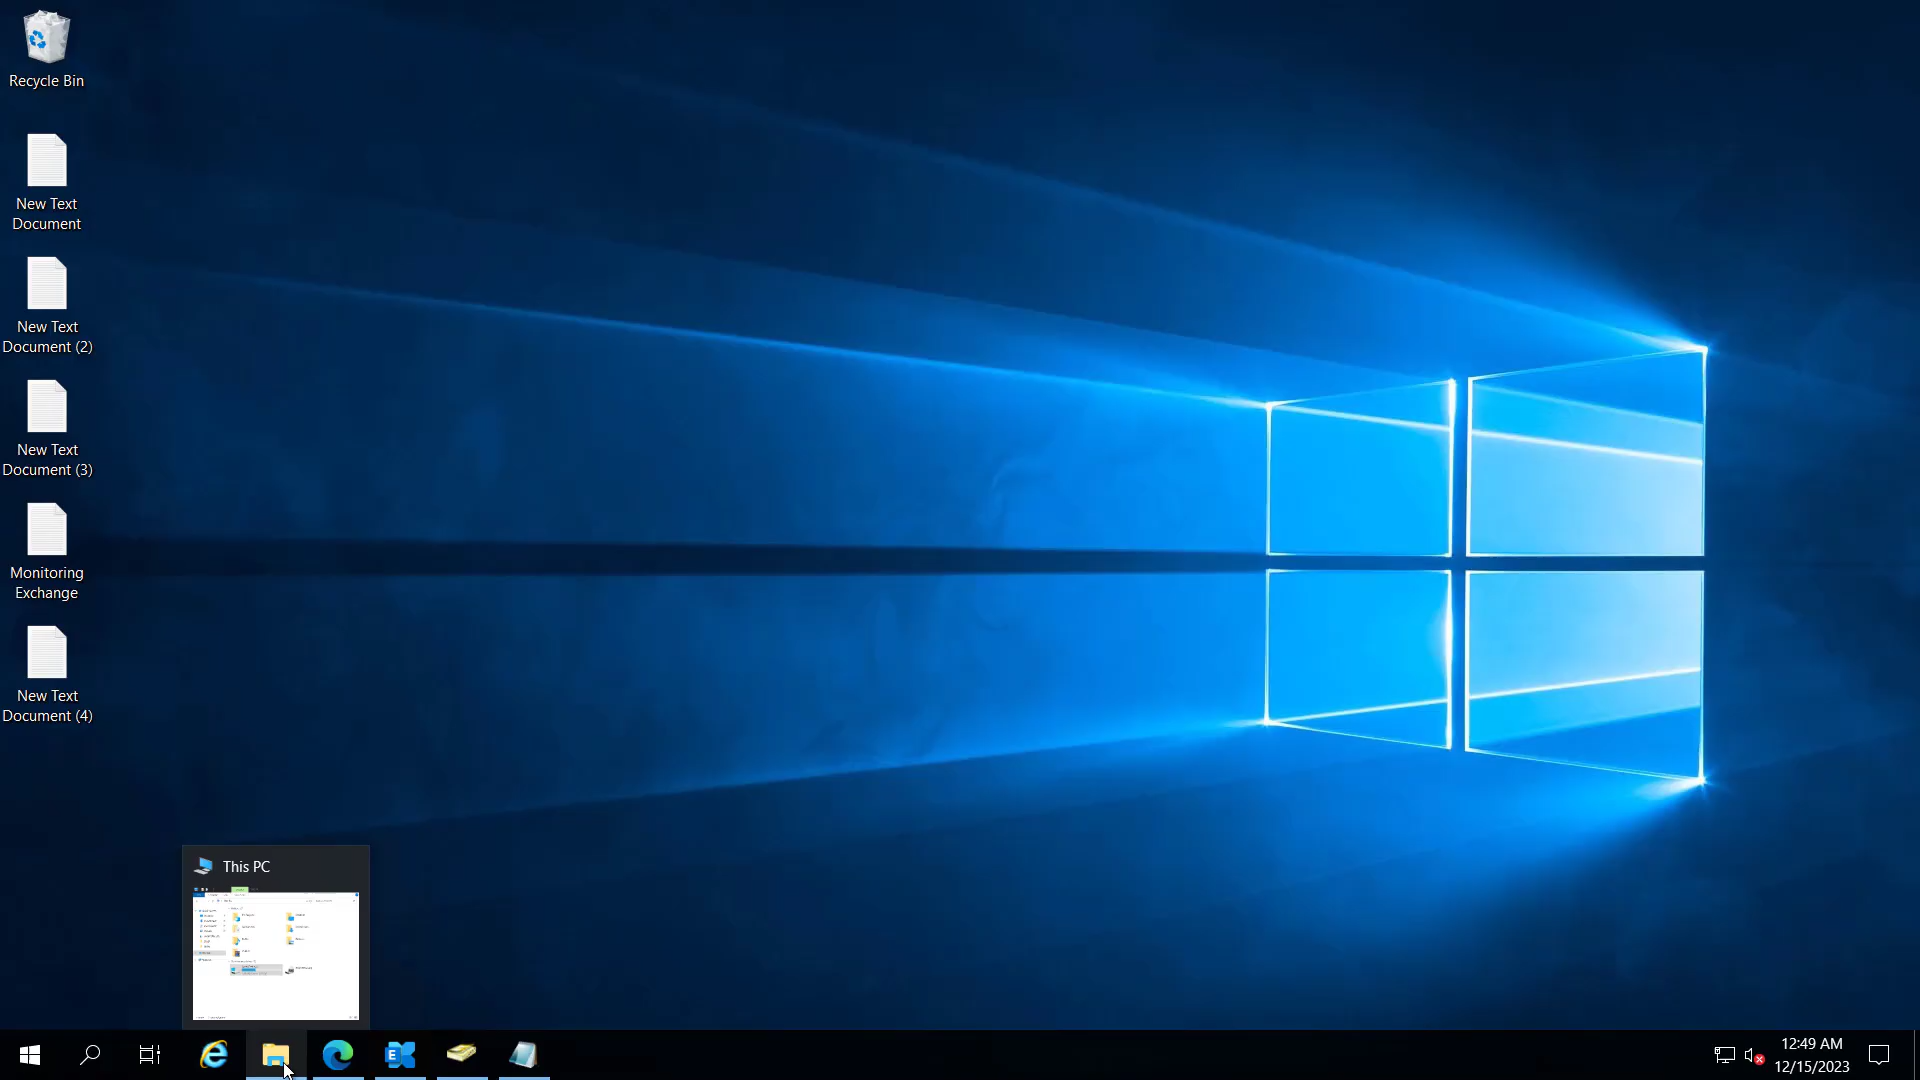 Recycle Bin
New Text
Document
New Text
Document (2)
New Text
Document (3)
Monitoring
Exchange
New Text
Document (4)
This PC
12:49 AM
12/15/2023